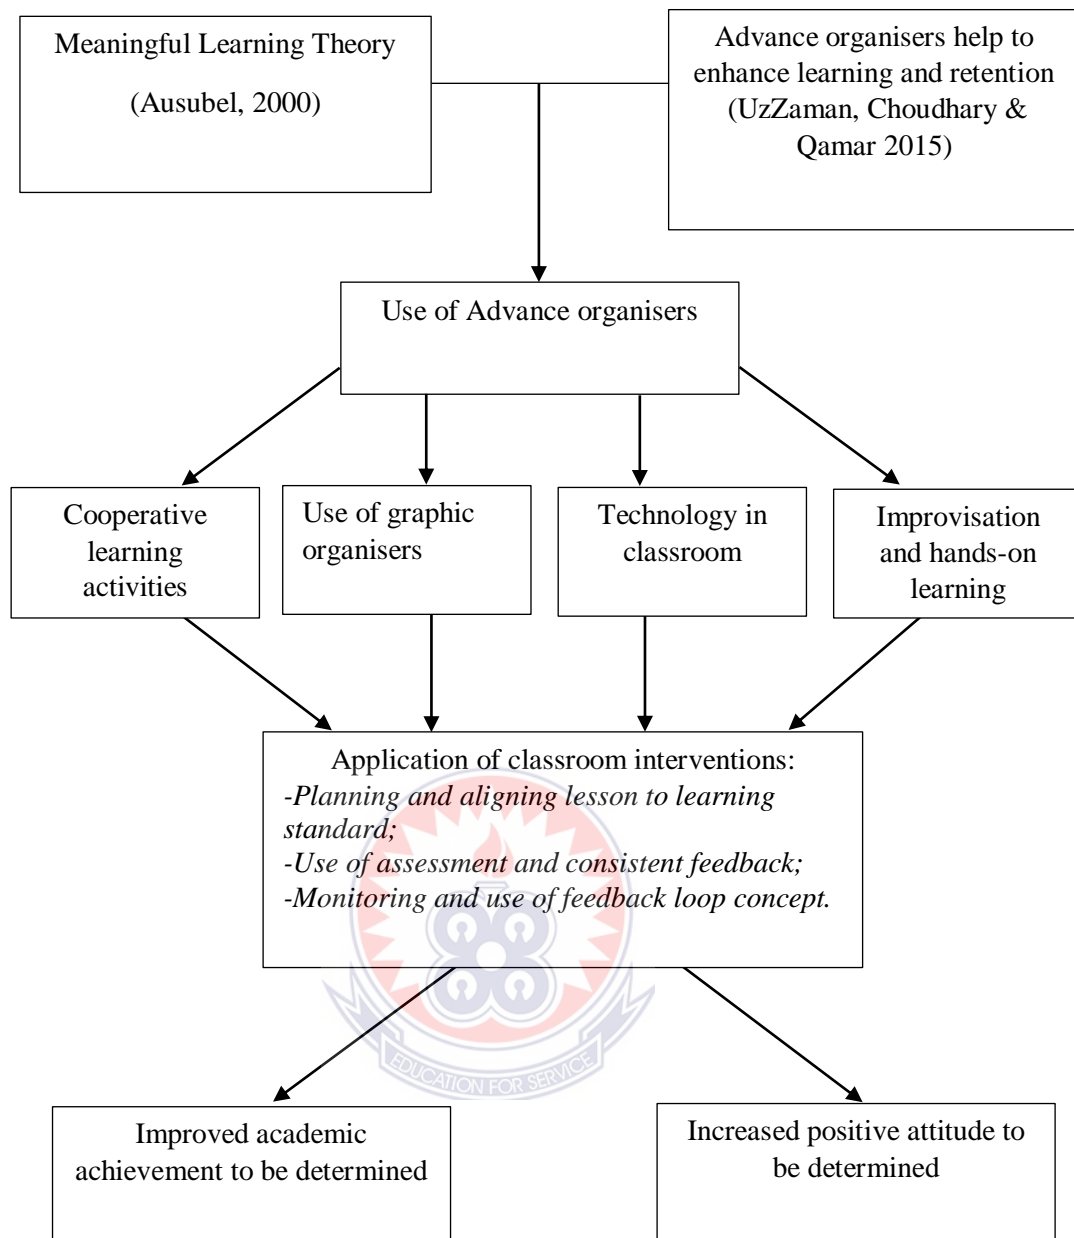 Meaningful Learning Theory
(Ausubel, 2000)
Advance organisers help to
enhance learning and retention
(UzZaman, Choudhary &
Qamar 2015)
Use of Advance organisers
Cooperative
learning
activities
Use of graphic
organisers
Technology in
classroom
Improvisation
and hands-on
learning
Application of classroom interventions:
-Planning and aligning lesson to learning
standard;
-Use of assessment and consistent feedback;
-Monitoring and use of feedback loop concept.
EDUCATION FOR SERVICE
Improved academic
achievement to be determined
Increased positive attitude to
be determined